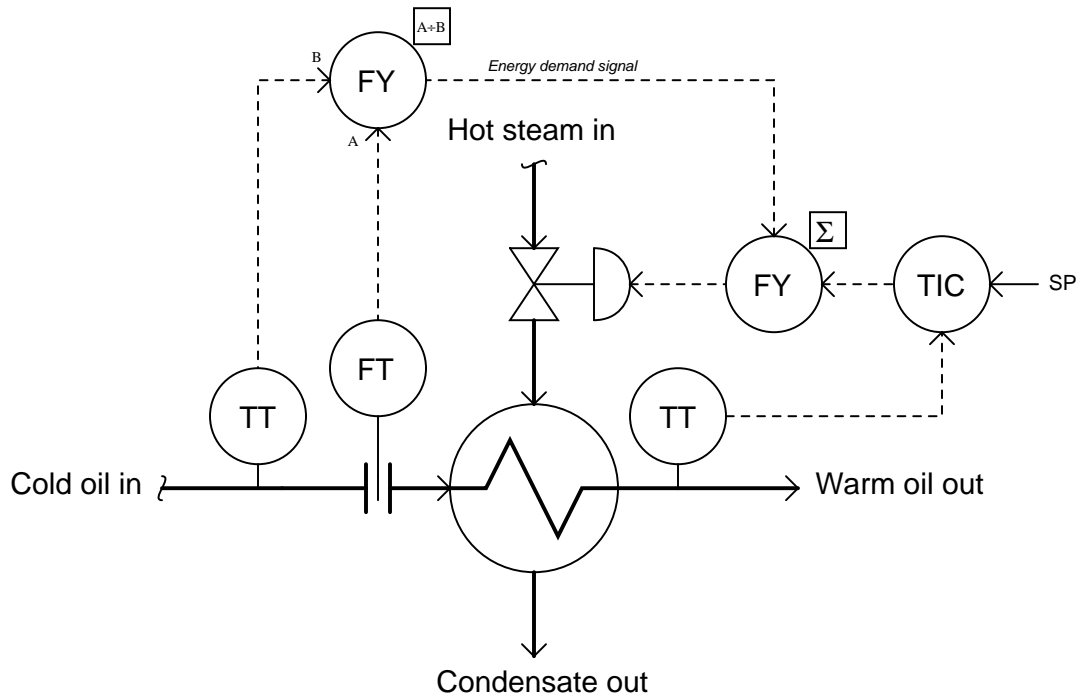 A÷B
B
FY
Energy demand signal
A
Hot steam in
Σ
FY
TIC
SP
FT
TT
TT
Cold oil in
Warm oil out
Condensate out